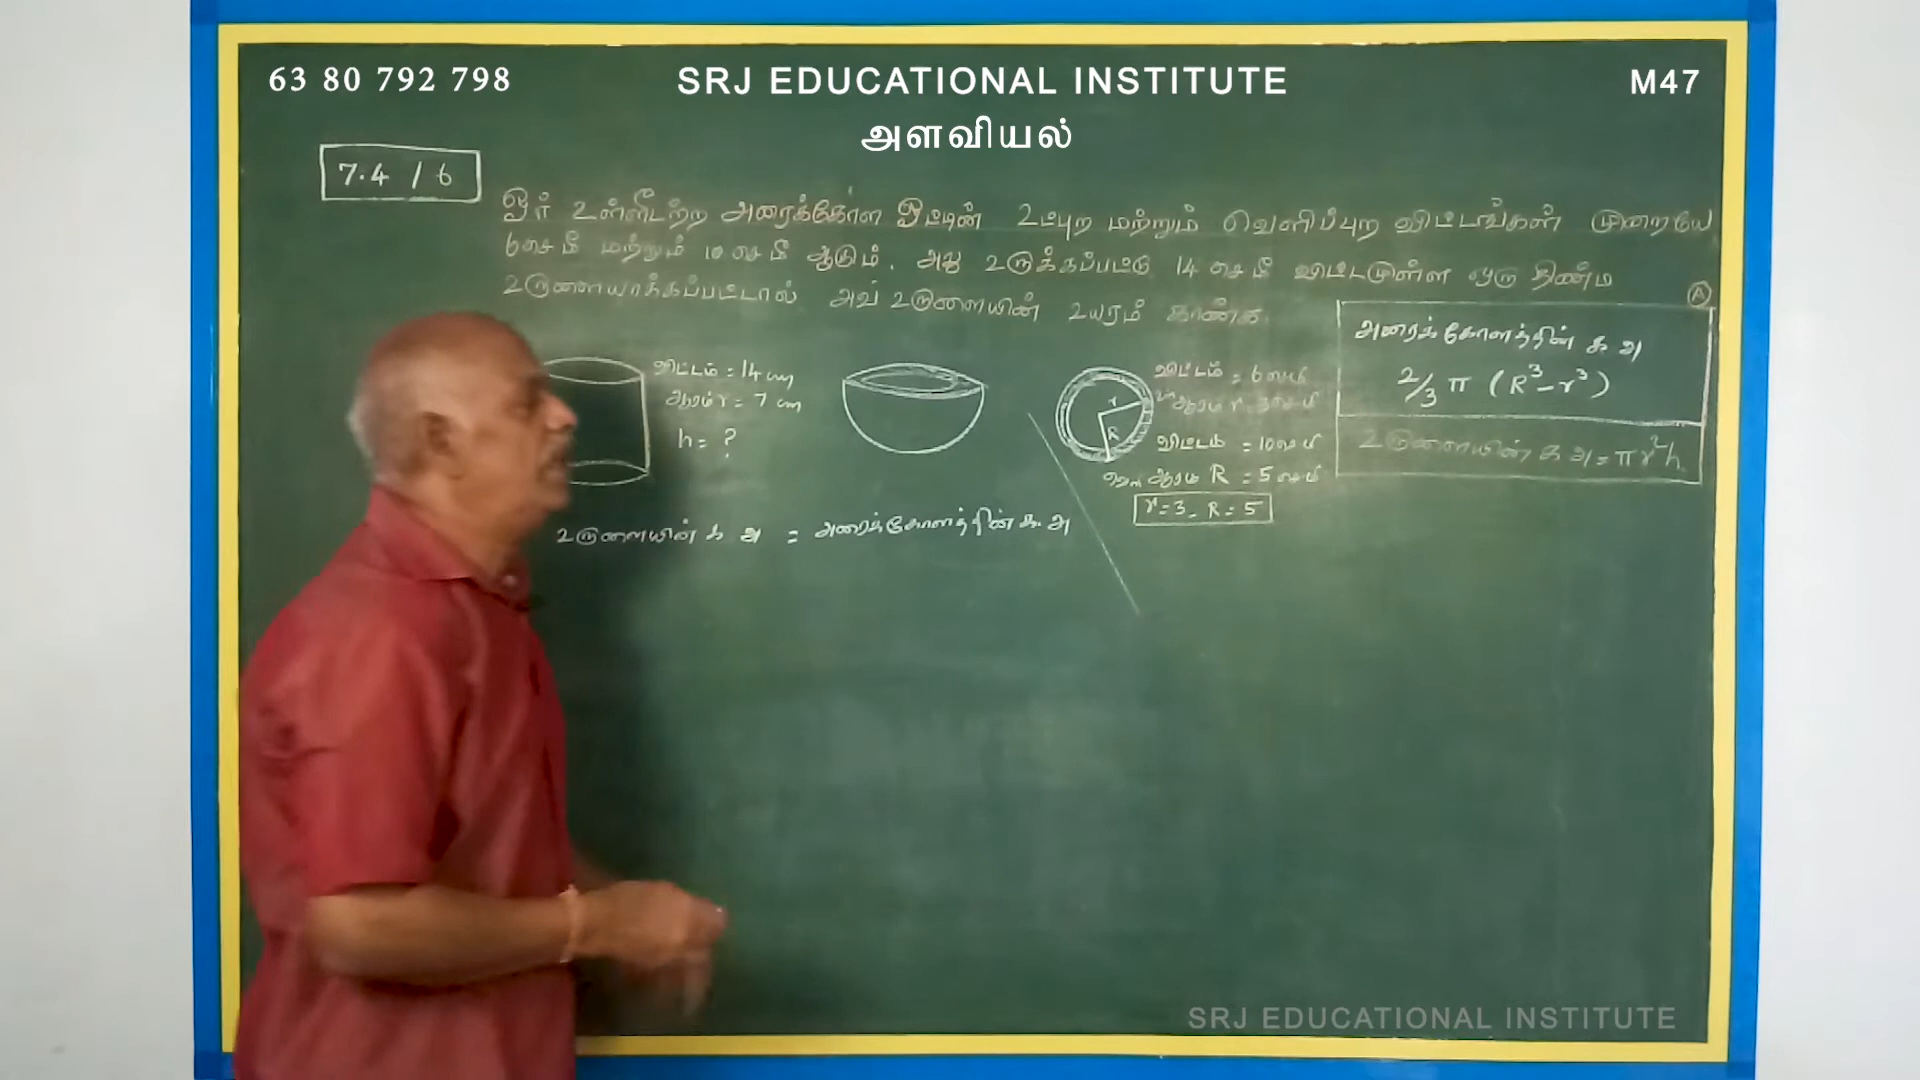 63 80 792 798
SRJ EDUCATIONAL INSTITUTE
M47
அளவியல்
7.4 / 6
ஓர் உள்ளீடற்ற அரைக்கோள ஓட்டின் உட்புற மற்றும் வெளிப்புற விட்டங்கள் முறையே
6 செ மீ மற்றும் 10 செ மீ ஆகும். அது உருக்கப்பட்டு 14 செ மீ விட்டமுள்ள ஒரு திண்ம
உருளையாக்கப்பட்டால் அவ் உருளையின் உயரம் காண்க.
A
அரைக்கோளத்தின் க அ
2/3 π (R³-r³)
உருளையின் க அ = πr²h
விட்டம் = 14 cm
ஆரம் r = 7 cm
h = ?
r
R
விட்டம் = 6 செ மீ
ஆரம் r = 3 செ மீ
விட்டம் = 10 செ மீ
ஆரம் R = 5 செ மீ
r=3, R=5
உருளையின் க அ = அரைக்கோளத்தின் க. அ
SRJ EDUCATIONAL INSTITUTE